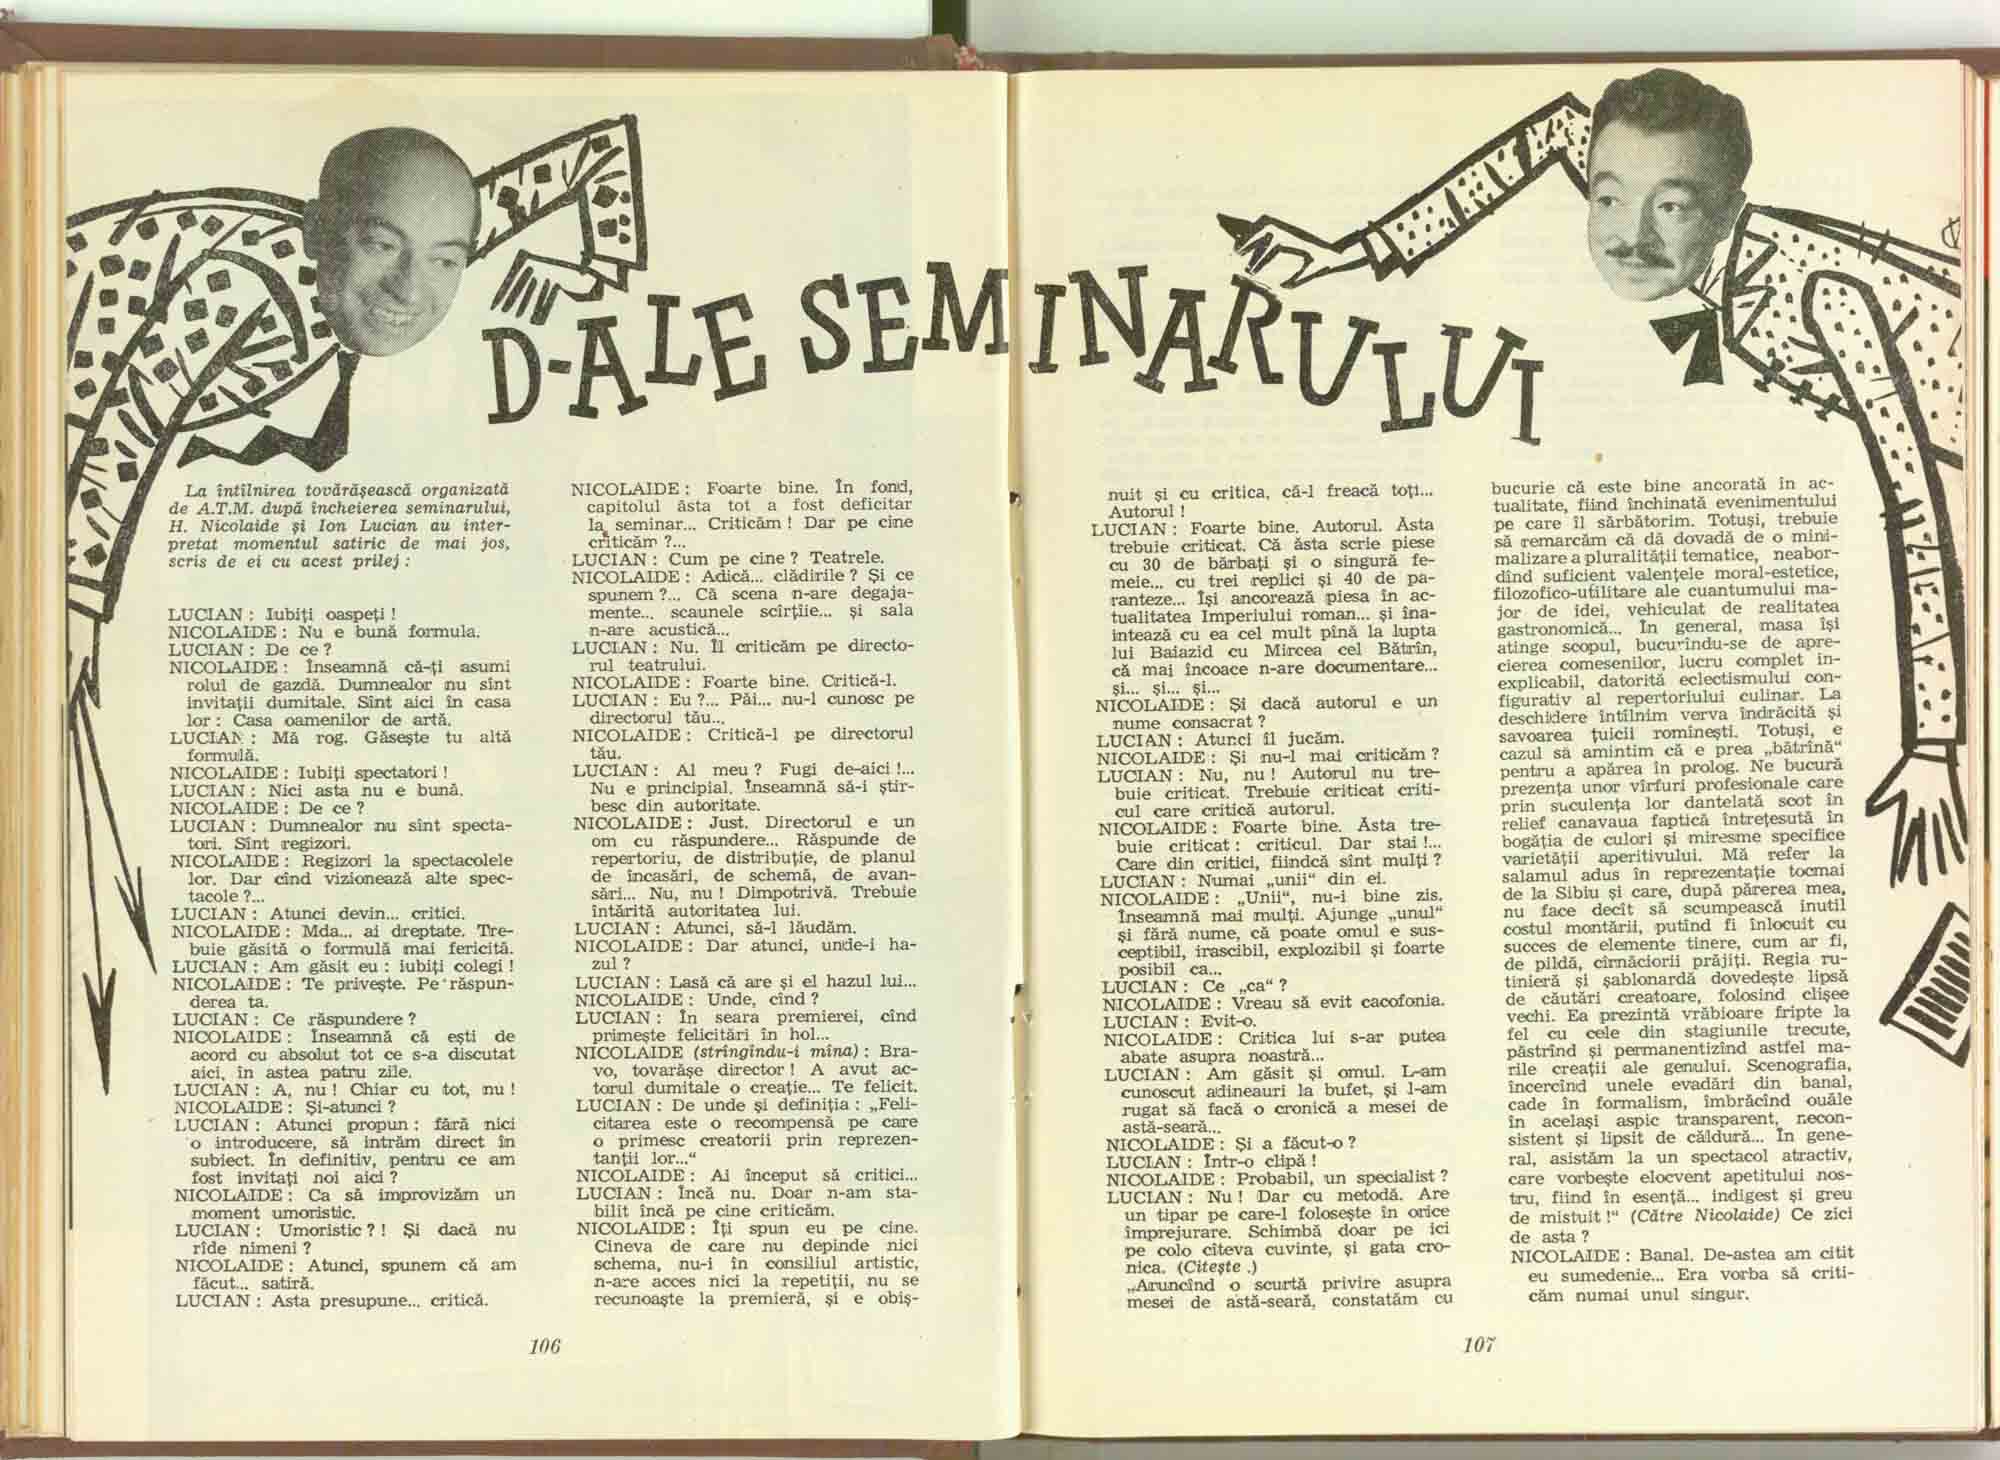 D-ALE SEMINARULUI
La întîlnirea tovărășească organizată
de A.T.M. după încheierea seminarului,
H. Nicolaide și Ion Lucian au inter-
pretat momentul satiric de mai jos,
scris de ei cu acest prilej :
LUCIAN : Iubiți oaspeți !
NICOLAIDE : Nu e bună formula.
LUCIAN : De ce ?
NICOLAIDE : Înseamnă că-ți asumi
rolul de gazdă. Dumnealor nu sînt
invitații dumitale. Sînt aici în casa
lor : Casa oamenilor de artă.
LUCIAN : Mă rog. Găsește tu altă
formulă.
NICOLAIDE : Iubiți spectatori !
LUCIAN : Nici asta nu e bună.
NICOLAIDE : De ce ?
LUCIAN : Dumnealor nu sînt specta-
tori. Sînt regizori.
NICOLAIDE : Regizori la spectacolele
lor. Dar cînd vizionează alte spec-
tacole ?...
LUCIAN : Atunci devin... critici.
NICOLAIDE : Mda... ai dreptate. Tre-
buie găsită o formulă mai fericită.
LUCIAN : Am găsit eu : iubiți colegi !
NICOLAIDE : Te privește. Pe răspun-
derea ta.
LUCIAN : Ce răspundere ?
NICOLAIDE : Înseamnă că ești de
acord cu absolut tot ce s-a discutat
aici, în astea patru zile.
LUCIAN : A, nu ! Chiar cu tot, nu !
NICOLAIDE : Și-atunci ?
LUCIAN : Atunci propun : fără nici
o introducere, să intrăm direct în
subiect. În definitiv, pentru ce am
fost invitați noi aici ?
NICOLAIDE : Ca să improvizăm un
moment umoristic.
LUCIAN : Umoristic ? ! Și dacă nu
rîde nimeni ?
NICOLAIDE : Atunci, spunem că am
făcut... satiră.
LUCIAN : Asta presupune... critică.
NICOLAIDE : Foarte bine. În fond,
capitolul ăsta tot a fost deficitar
la seminar... Criticăm ! Dar pe cine
criticăm ?...
LUCIAN : Cum pe cine ? Teatrele.
NICOLAIDE : Adică... clădirile ? Și ce
spunem ?... Că scena n-are degaja-
mente... scaunele scîrțîie... și sala
n-are acustică...
LUCIAN : Nu. Îl criticăm pe directo-
rul teatrului.
NICOLAIDE : Foarte bine. Critică-l.
LUCIAN : Eu ?... Păi... nu-l cunosc pe
directorul tău...
NICOLAIDE : Critică-l pe directorul
tău.
LUCIAN : Al meu ? Fugi de-aici !...
Nu e principial. Înseamnă să-i știr-
besc din autoritate.
NICOLAIDE : Just. Directorul e un
om cu răspundere... Răspunde de
repertoriu, de distribuție, de planul
de încasări, de schemă, de avan-
sări... Nu, nu ! Dimpotrivă. Trebuie
întărită autoritatea lui.
LUCIAN : Atunci, să-l lăudăm.
NICOLAIDE : Dar atunci, unde-i ha-
zul ?
LUCIAN : Lasă că are și el hazul lui...
NICOLAIDE : Unde, cînd ?
LUCIAN : În seara premierei, cînd
primește felicitări în hol...
NICOLAIDE (strîngîndu-i mîna) : Bra-
vo, tovarășe director ! A avut ac-
torul dumitale o creație... Te felicit.
LUCIAN : De unde și definiția : „Feli-
citarea este o recompensă pe care
o primesc creatorii prin reprezen-
tanții lor...“
NICOLAIDE : Ai început să critici...
LUCIAN : Încă nu. Doar n-am sta-
bilit încă pe cine criticăm.
NICOLAIDE : Îți spun eu pe cine.
Cineva de care nu depinde nici
schema, nu-i în consiliul artistic,
n-are acces nici la repetiții, nu se
recunoaște la premieră, și e obiș-
106
nuit și cu critica, că-l freacă toți...
Autorul !
LUCIAN : Foarte bine. Autorul. Ăsta
trebuie criticat. Că ăsta scrie piese
cu 30 de bărbați și o singură fe-
meie... cu trei replici și 40 de pa-
ranteze... Își ancorează piesa în ac-
tualitatea Imperiului roman... și îna-
intează cu ea cel mult pînă la lupta
lui Baiazid cu Mircea cel Bătrîn,
că mai încoace n-are documentare...
și... și... și...
NICOLAIDE : Și dacă autorul e un
nume consacrat ?
LUCIAN : Atunci îl jucăm.
NICOLAIDE : Și nu-l mai criticăm ?
LUCIAN : Nu, nu ! Autorul nu tre-
buie criticat. Trebuie criticat criti-
cul care critică autorul.
NICOLAIDE : Foarte bine. Ăsta tre-
buie criticat : criticul. Dar stai !...
Care din critici, fiindcă sînt mulți ?
LUCIAN : Numai „unii“ din ei.
NICOLAIDE : „Unii“, nu-i bine zis.
Înseamnă mai mulți. Ajunge „unul“
și fără nume, că poate omul e sus-
ceptibil, irascibil, explozibil și foarte
posibil ca...
LUCIAN : Ce „ca“ ?
NICOLAIDE : Vreau să evit cacofonia.
LUCIAN : Evit-o.
NICOLAIDE : Critica lui s-ar putea
abate asupra noastră...
LUCIAN : Am găsit și omul. L-am
cunoscut adineauri la bufet, și l-am
rugat să facă o cronică a mesei de
astă-seară...
NICOLAIDE : Și a făcut-o ?
LUCIAN : Într-o clipă !
NICOLAIDE : Probabil, un specialist ?
LUCIAN : Nu ! Dar cu metodă. Are
un tipar pe care-l folosește în orice
împrejurare. Schimbă doar pe ici
pe colo cîteva cuvinte, și gata cro-
nica. (Citește .)
„Aruncînd o scurtă privire asupra
mesei de astă-seară, constatăm cu
bucurie că este bine ancorată în ac-
tualitate, fiind închinată evenimentului
pe care îl sărbătorim. Totuși, trebuie
să remarcăm că dă dovadă de o mini-
malizare a pluralității tematice, neabor-
dînd suficient valențele moral-estetice,
filozofico-utilitare ale cuantumului ma-
jor de idei, vehiculat de realitatea
gastronomică... În general, masa își
atinge scopul, bucurîndu-se de apre-
cierea comesenilor, lucru complet in-
explicabil, datorită eclectismului con-
figurativ al repertoriului culinar. La
deschidere întîlnim verva îndrăcită și
savoarea țuicii romînești. Totuși, e
cazul să amintim că e prea „bătrînă“
pentru a apărea în prolog. Ne bucură
prezența unor vîrfuri profesionale care
prin suculența lor dantelată scot în
relief canavaua faptică întrețesută în
bogăția de culori și miresme specifice
varietății aperitivului. Mă refer la
salamul adus în reprezentație tocmai
de la Sibiu și care, după părerea mea,
nu face decît să scumpească inutil
costul montării, putînd fi înlocuit cu
succes de elemente tinere, cum ar fi,
de pildă, cîrnăciorii prăjiți. Regia ru-
tinieră și șablonardă dovedește lipsă
de căutări creatoare, folosind clișee
vechi. Ea prezintă vrăbioare fripte la
fel cu cele din stagiunile trecute,
păstrînd și permanentizînd astfel ma-
rile creații ale genului. Scenografia,
încercînd unele evadări din banal,
cade în formalism, îmbrăcînd ouăle
în același aspic transparent, necon-
sistent și lipsit de căldură... În gene-
ral, asistăm la un spectacol atractiv,
care vorbește elocvent apetitului nos-
tru, fiind în esență... indigest și greu
de mistuit !“ (Către Nicolaide) Ce zici
de asta ?
NICOLAIDE : Banal. De-astea am citit
eu sumedenie... Era vorba să criti-
căm numai unul singur.
107